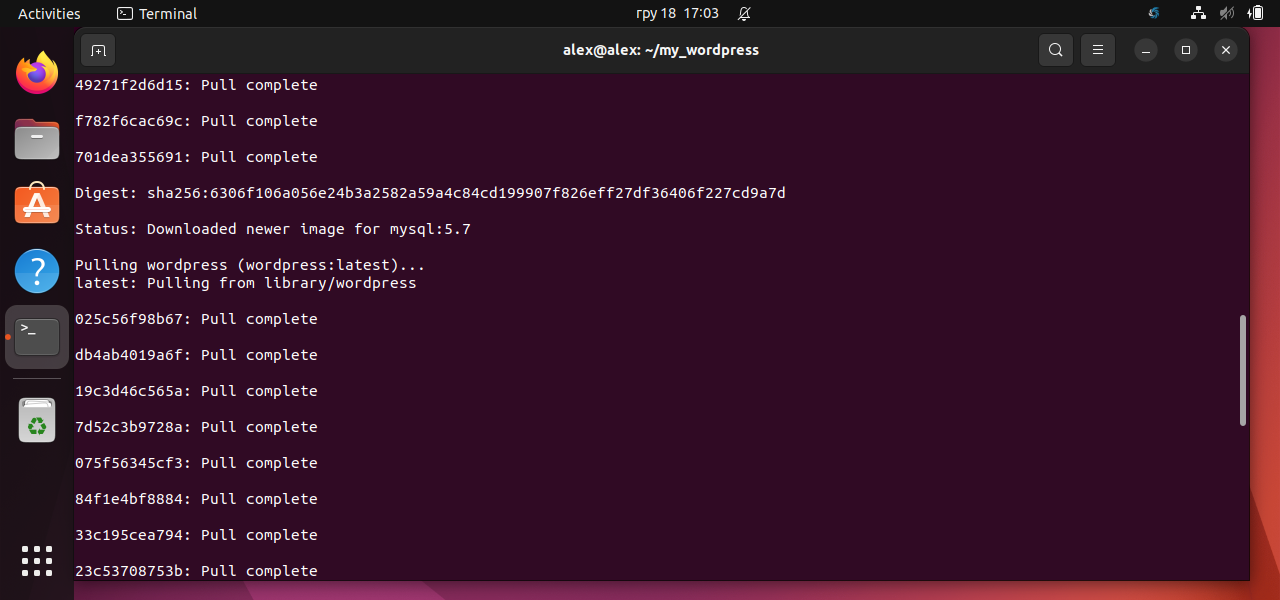 Activities
Terminal
гру 18 17:03
alex@alex: ~/my_wordpress
49271f2d6d15: Pull complete
f782f6cac69c: Pull complete
701dea355691: Pull complete
Digest: sha256:6306f106a056e24b3a2582a59a4c84cd199907f826eff27df36406f227cd9a7d
Status: Downloaded newer image for mysql:5.7
Pulling wordpress (wordpress:latest)...
latest: Pulling from library/wordpress
025c56f98b67: Pull complete
db4ab4019a6f: Pull complete
19c3d46c565a: Pull complete
7d52c3b9728a: Pull complete
075f56345cf3: Pull complete
84f1e4bf8884: Pull complete
33c195cea794: Pull complete
23c53708753b: Pull complete